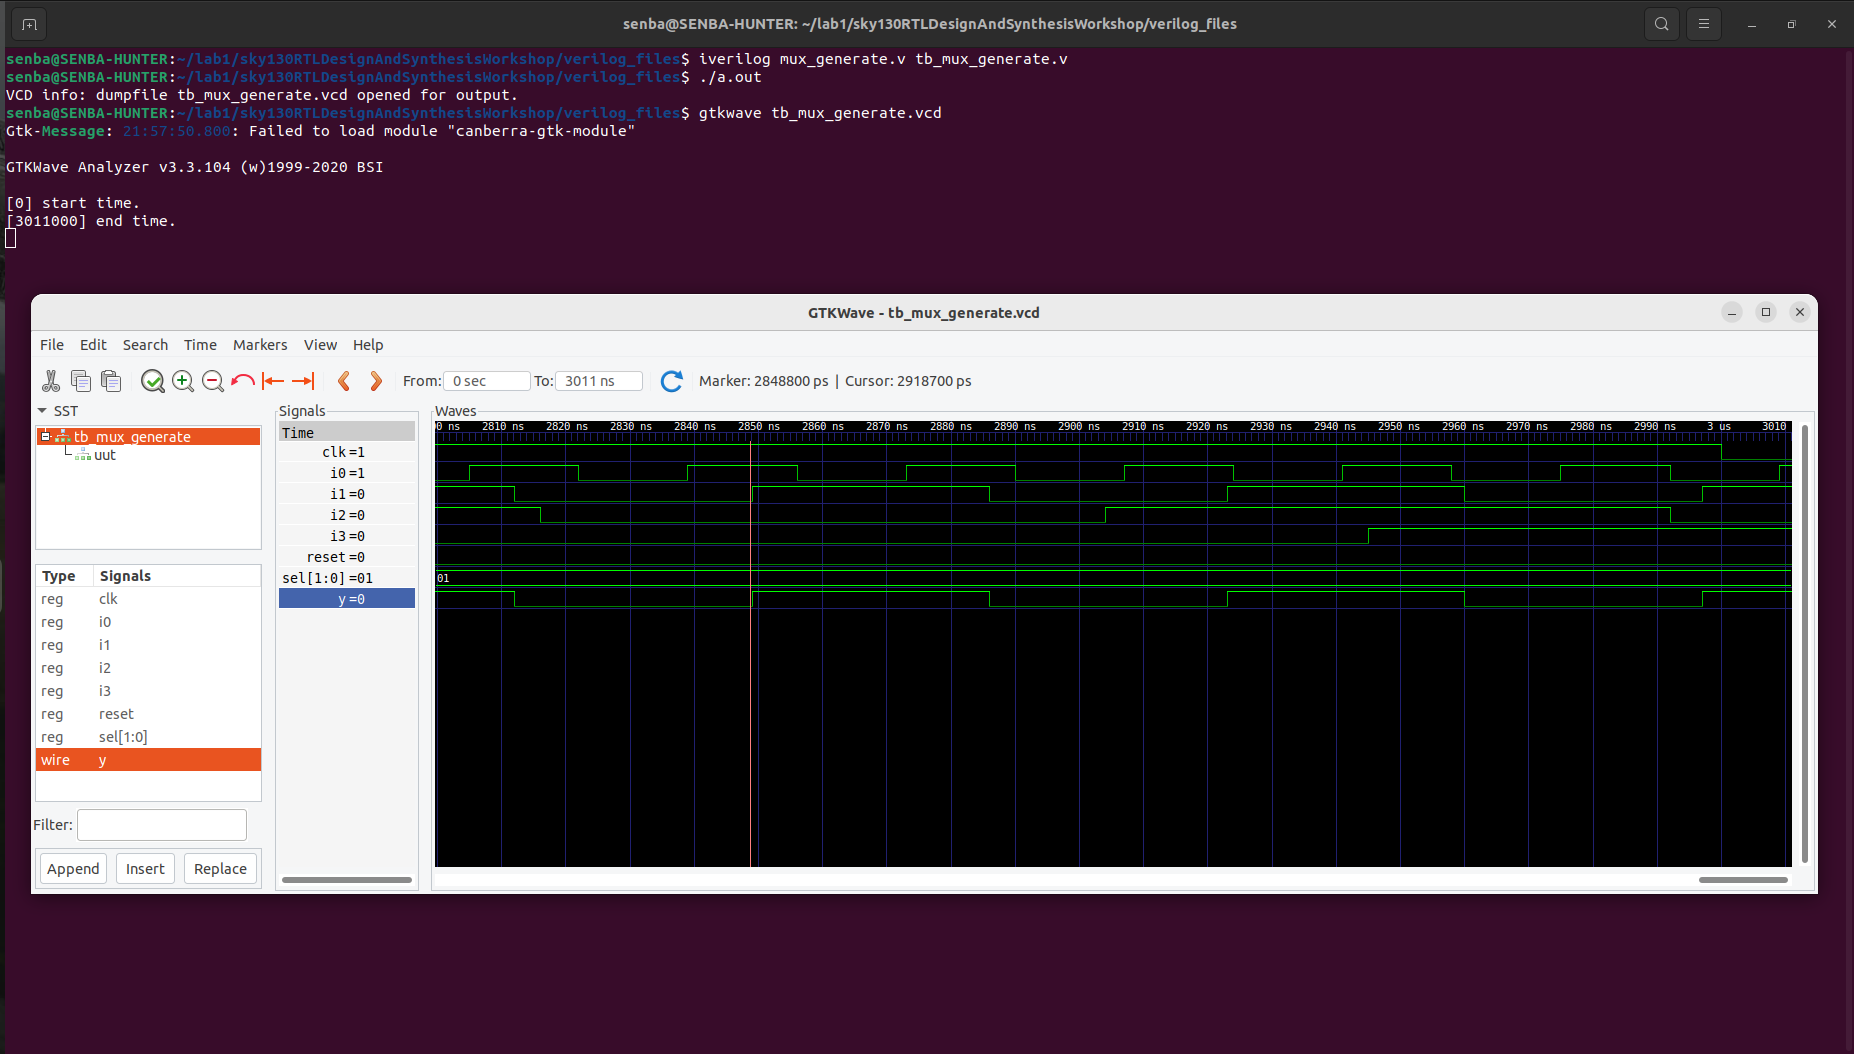 senba@SENBA-HUNTER: ~/lab1/sky130RTLDesignAndSynthesisWorkshop/verilog_files
senba@SENBA-HUNTER:~/lab1/sky130RTLDesignAndSynthesisWorkshop/verilog_files$ iverilog mux_generate.v tb_mux_generate.v
senba@SENBA-HUNTER:~/lab1/sky130RTLDesignAndSynthesisWorkshop/verilog_files$ ./a.out
VCD info: dumpfile tb_mux_generate.vcd opened for output.
senba@SENBA-HUNTER:~/lab1/sky130RTLDesignAndSynthesisWorkshop/verilog_files$ gtkwave tb_mux_generate.vcd
Gtk-Message: 21:57:50.800: Failed to load module "canberra-gtk-module"
GTKWave Analyzer v3.3.104 (w)1999-2020 BSI
[0] start time.
[3011000] end time.
GTKWave - tb_mux_generate.vcd
File Edit Search Time Markers View Help
From: 0 sec To: 3011 ns Marker: 2848800 ps | Cursor: 2918700 ps
SST
tb_mux_generate
uut
Type Signals
reg clk
reg i0
reg i1
reg i2
reg i3
reg reset
reg sel[1:0]
wire y
Filter:
Append Insert Replace
Signals
Time
clk=1
i0=1
i1=0
i2=0
i3=0
reset=0
sel[1:0]=01
y=0
Waves
2810 ns 2820 ns 2830 ns 2840 ns 2850 ns 2860 ns 2870 ns 2880 ns 2890 ns 2900 ns 2910 ns 2920 ns 2930 ns 2940 ns 2950 ns 2960 ns 2970 ns 2980 ns 2990 ns 3 us 3010
01